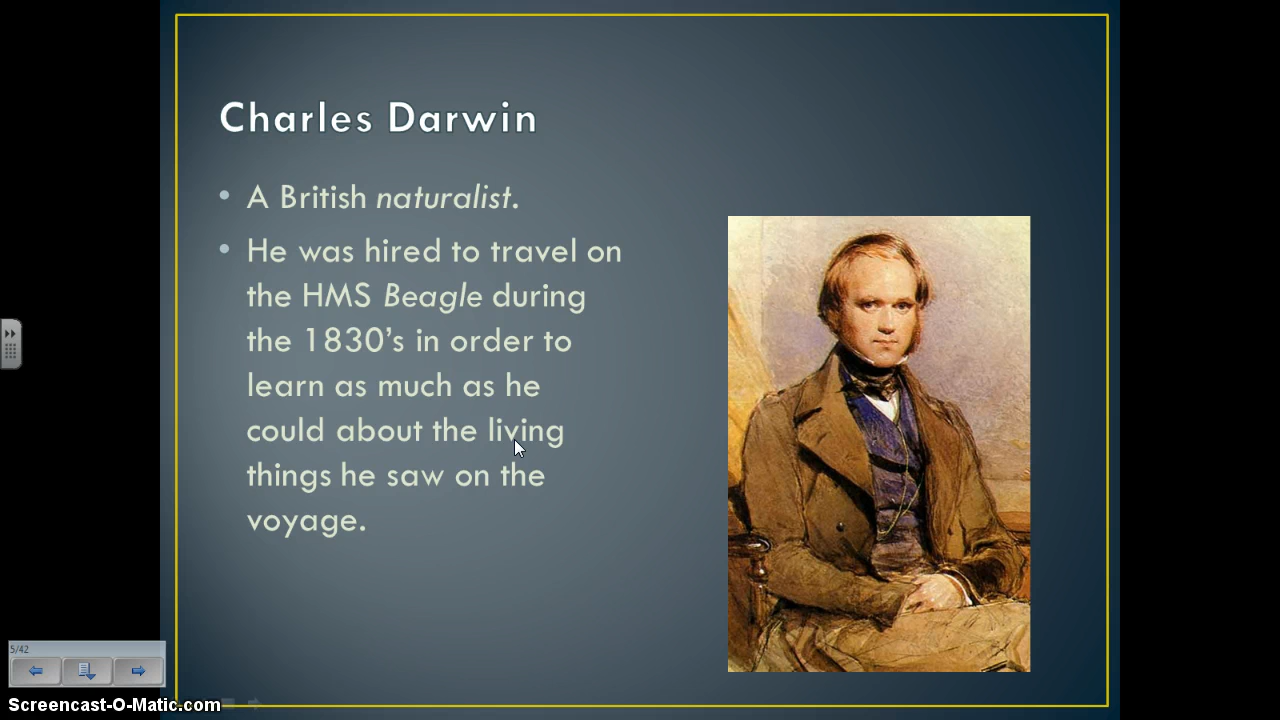 Charles Darwin
• A British naturalist.
• He was hired to travel on
the HMS Beagle during
the 1830's in order to
learn as much as he
could about the living
things he saw on the
voyage.
5/42
Screencast-O-Matic.com